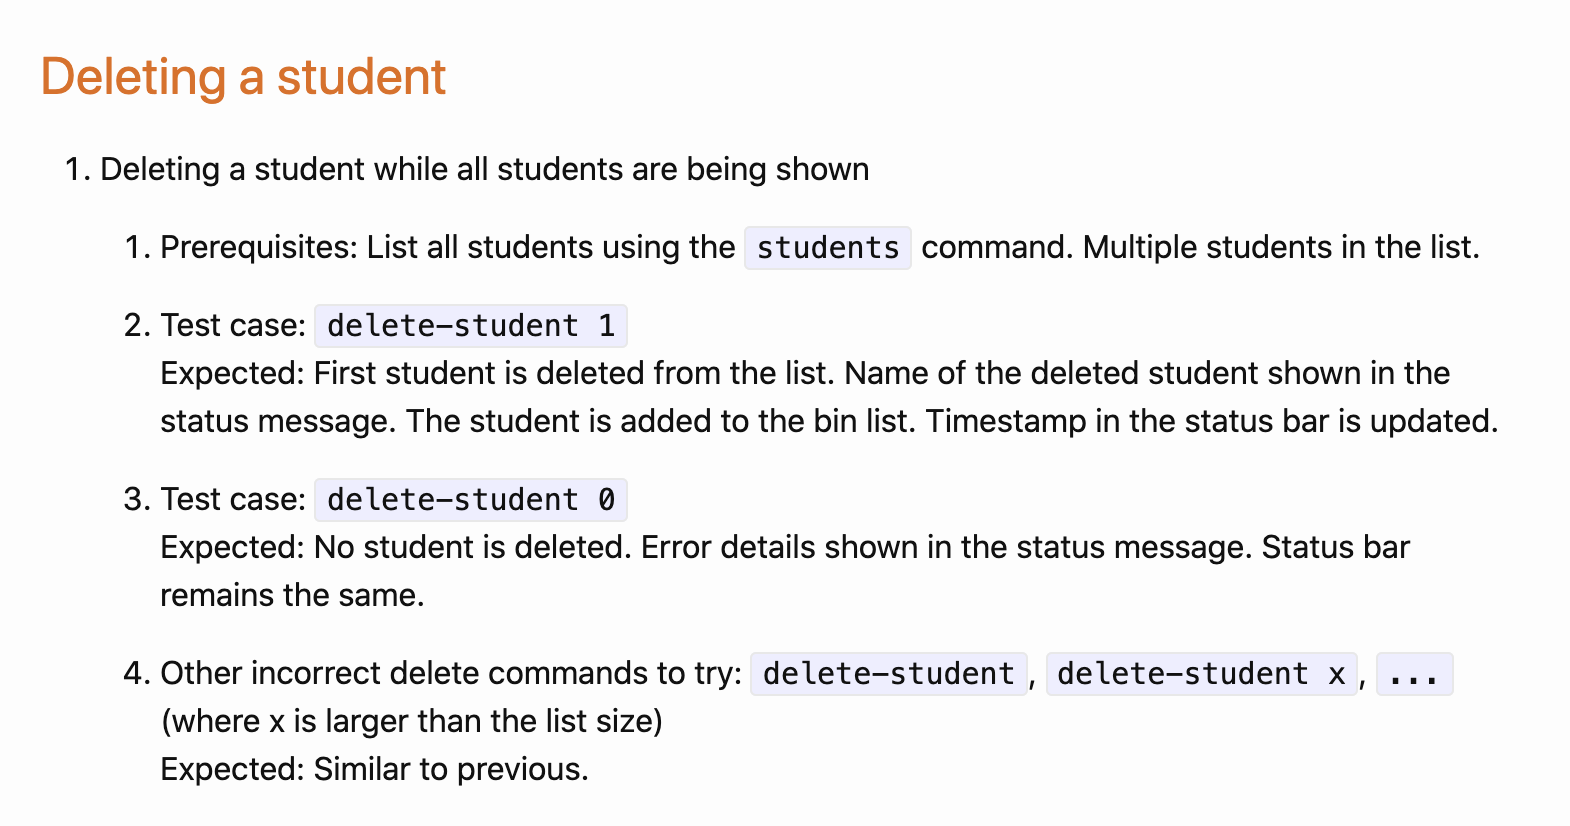 Deleting a student
1. Deleting a student while all students are being shown
1. Prerequisites: List all students using the students command. Multiple students in the list.
2. Test case: delete-student 1
Expected: First student is deleted from the list. Name of the deleted student shown in the
status message. The student is added to the bin list. Timestamp in the status bar is updated.
3. Test case: delete-student 0
Expected: No student is deleted. Error details shown in the status message. Status bar
remains the same.
4. Other incorrect delete commands to try: delete-student, delete-student x, ...
(where x is larger than the list size)
Expected: Similar to previous.